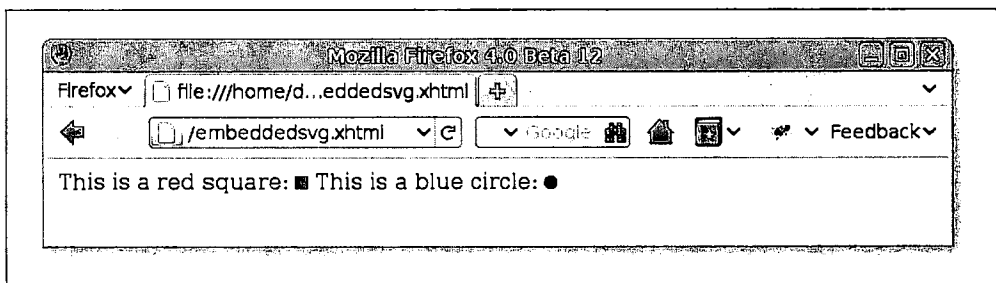 Mozilla Firefox 4.0 Beta 12
Firefox file:///home/d...eddedsvg.xhtml
/embeddedsvg.xhtml Google Feedback
This is a red square: This is a blue circle: